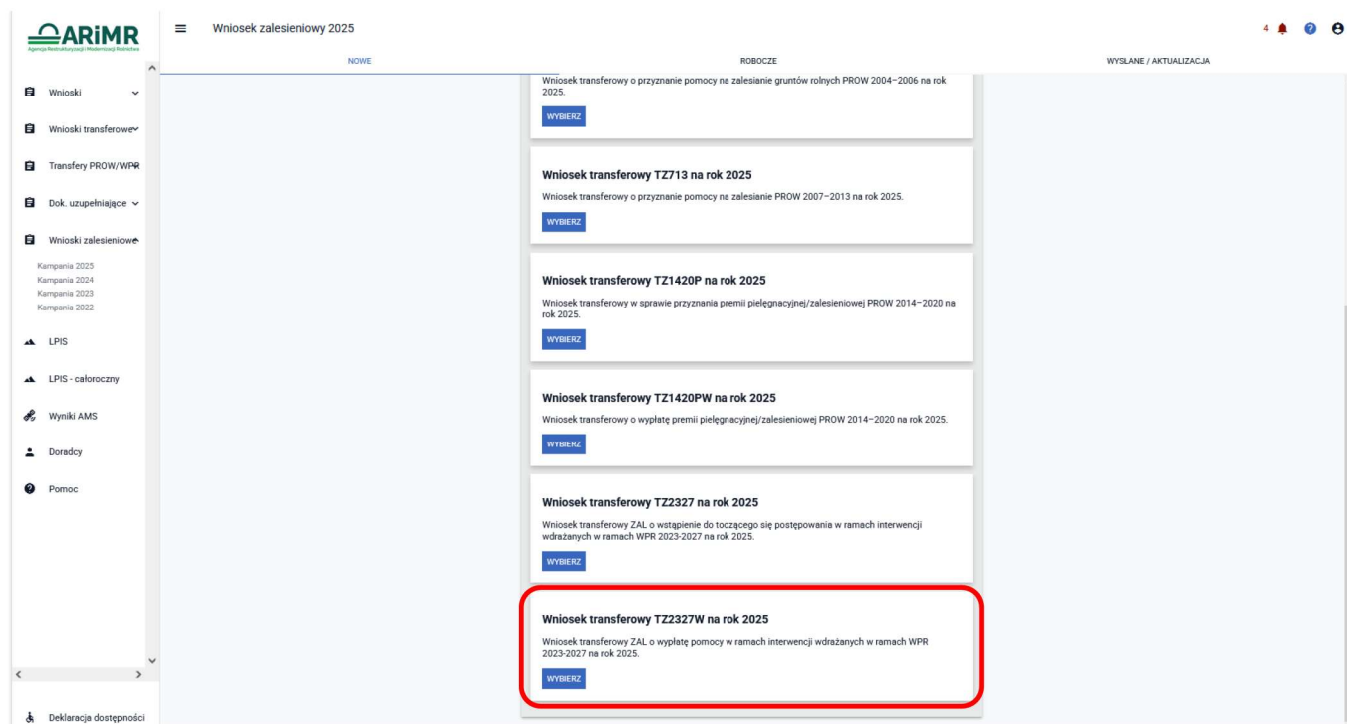 ARiMR
Agencja Restrukturyzacji i Modernizacji Rolnictwa
Wniosek zalesieniowy 2025
4
NOWE
ROBOCZE
WYSŁANE / AKTUALIZACJA
Wnioski
Wnioski transferowe
Transfery PROW/WPR
Dok. uzupełniające
Wnioski zalesieniowe
Kampania 2025
Kampania 2024
Kampania 2023
Kampania 2022
LPIS
LPIS - całoroczny
Wyniki AMS
Doradcy
Pomoc
Deklaracja dostępności
Wniosek transferowy o przyznanie pomocy na zalesianie gruntów rolnych PROW 2004–2006 na rok
2025.
WYBIERZ
Wniosek transferowy TZ713 na rok 2025
Wniosek transferowy o przyznanie pomocy na zalesianie PROW 2007–2013 na rok 2025.
WYBIERZ
Wniosek transferowy TZ1420P na rok 2025
Wniosek transferowy w sprawie przyznania premii pielęgnacyjnej/zalesieniowej PROW 2014–2020 na
rok 2025.
WYBIERZ
Wniosek transferowy TZ1420PW na rok 2025
Wniosek transferowy o wypłatę premii pielęgnacyjnej/zalesieniowej PROW 2014–2020 na rok 2025.
WYBIERZ
Wniosek transferowy TZ2327 na rok 2025
Wniosek transferowy ZAL o wstąpienie do toczącego się postępowania w ramach interwencji
wdrażanych w ramach WPR 2023-2027 na rok 2025.
WYBIERZ
Wniosek transferowy TZ2327W na rok 2025
Wniosek transferowy ZAL o wypłatę pomocy w ramach interwencji wdrażanych w ramach WPR
2023-2027 na rok 2025.
WYBIERZ